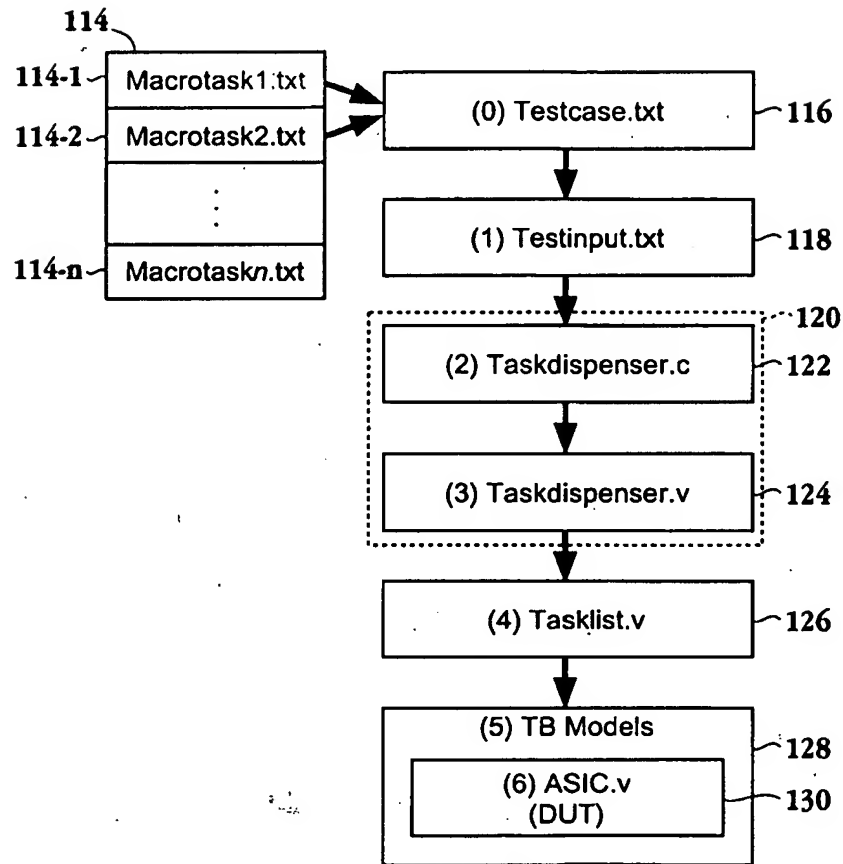 114
114-1
Macrotask1.txt
114-2
Macrotask2.txt
114-n
Macrotaskn.txt
(0) Testcase.txt
116
(1) Testinput.txt
118
120
(2) Taskdispenser.c
122
(3) Taskdispenser.v
124
(4) Tasklist.v
126
(5) TB Models
128
(6) ASIC.v
(DUT)
130